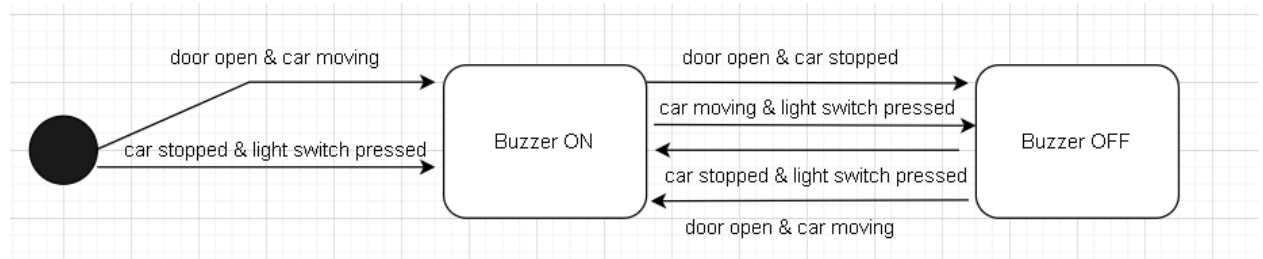 door open & car moving
door open & car stopped
car moving & light switch pressed
Buzzer ON
Buzzer OFF
car stopped & light switch pressed
car stopped & light switch pressed
door open & car moving